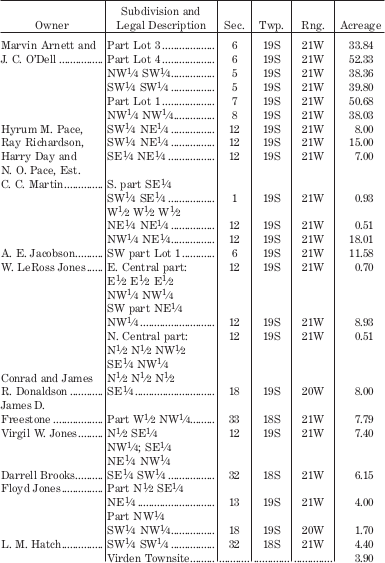 Subdivision and
Owner Legal Description Sec. Twp. Rng. Acreage
Marvin Arnett and Part Lot 3................... 6 19S 21W 33.84
J. C. O'Dell ................ Part Lot 4................... 6 19S 21W 52.33
NW¼ SW¼................ 5 19S 21W 38.36
SW¼ SW¼ ................ 5 19S 21W 39.80
Part Lot 1................... 7 19S 21W 50.68
NW¼ NW¼............... 8 19S 21W 38.03
Hyrum M. Pace, SW¼ NE¼ ................. 12 19S 21W 8.00
Ray Richardson, SW¼ NE¼ ................. 12 19S 21W 15.00
Harry Day and SE¼ NE¼ .................. 12 19S 21W 7.00
N. O. Pace, Est.
C. C. Martin.............. S. part SE¼
SW¼ SE¼ ................. 1 19S 21W 0.93
W½ W½ W½
NE¼ NE¼ ................. 12 19S 21W 0.51
NW¼ NE¼................. 12 19S 21W 18.01
A. E. Jacobson.......... SW part Lot 1............ 6 19S 21W 11.58
W. LeRoss Jones...... E. Central part: 12 19S 21W 0.70
E½ E½ E½
NW¼ NW¼
SW part NE¼
NW¼ ........................... 12 19S 21W 8.93
N. Central part: 12 19S 21W 0.51
N½ N½ NW½
SE¼ NW¼
Conrad and James N½ N½ N½
R. Donaldson ............ SE¼ ............................. 18 19S 20W 8.00
James D.
Freestone .................. Part W½ NW¼......... 33 18S 21W 7.79
Virgil W. Jones......... N½ SE¼ 12 19S 21W 7.40
NW¼; SE¼
NE¼ NW¼
Darrell Brooks.......... SE¼ SW¼ ................. 32 18S 21W 6.15
Floyd Jones............... Part N½ SE¼
NE¼ ............................ 13 19S 21W 4.00
Part NW¼
SW¼ NW¼................ 18 19S 20W 1.70
L. M. Hatch............... SW¼ SW¼ ................ 32 18S 21W 4.40
Virden Townsite......... ............ ............. .............. 3.90